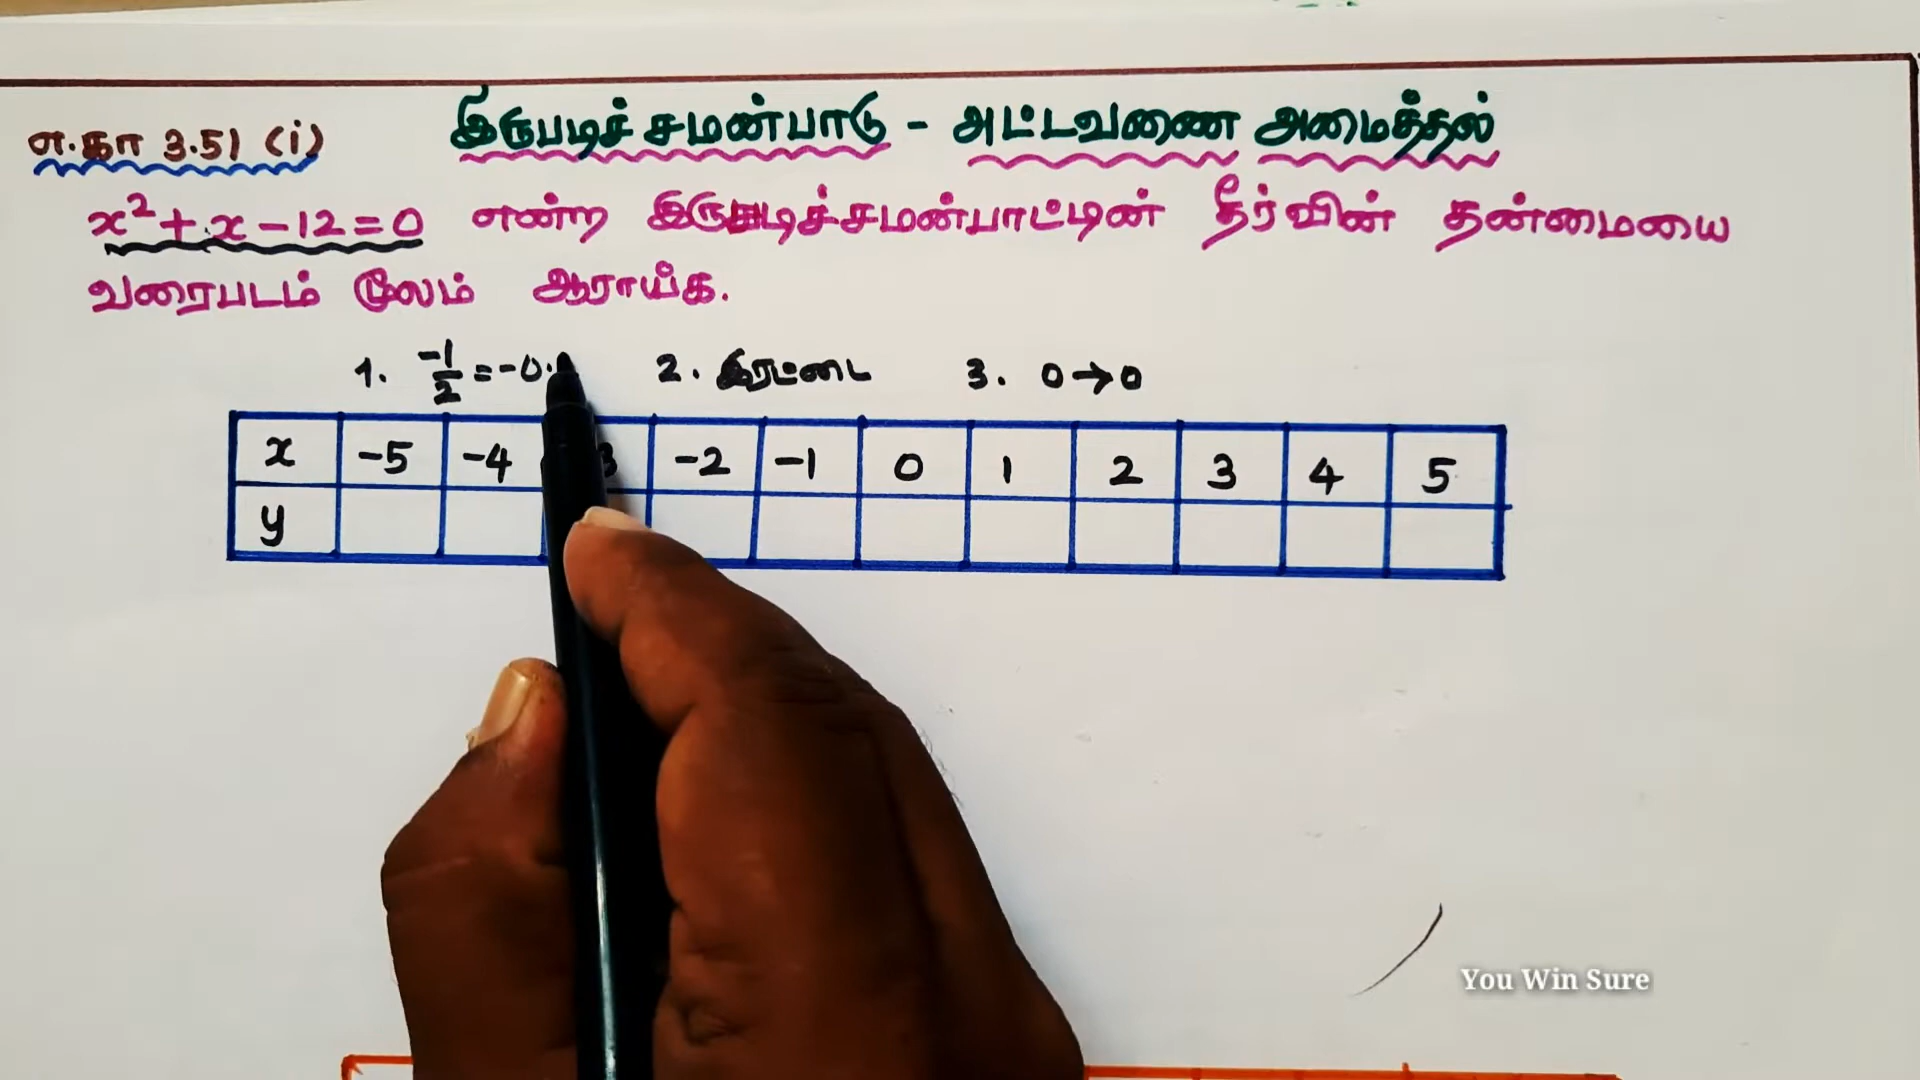 எ.கா 3.51 (i) இருபடிச் சமன்பாடு - அட்டவணை அமைத்தல்
x² + x - 12 = 0 என்ற இருபடிச்சமன்பாட்டின் தீர்வின் தன்மையை
வரைபடம் மூலம் ஆராய்க.
1. -1/2 = -0. 2. இரட்டை 3. 0→0
x -5 -4 3 -2 -1 0 1 2 3 4 5
y
You Win Sure